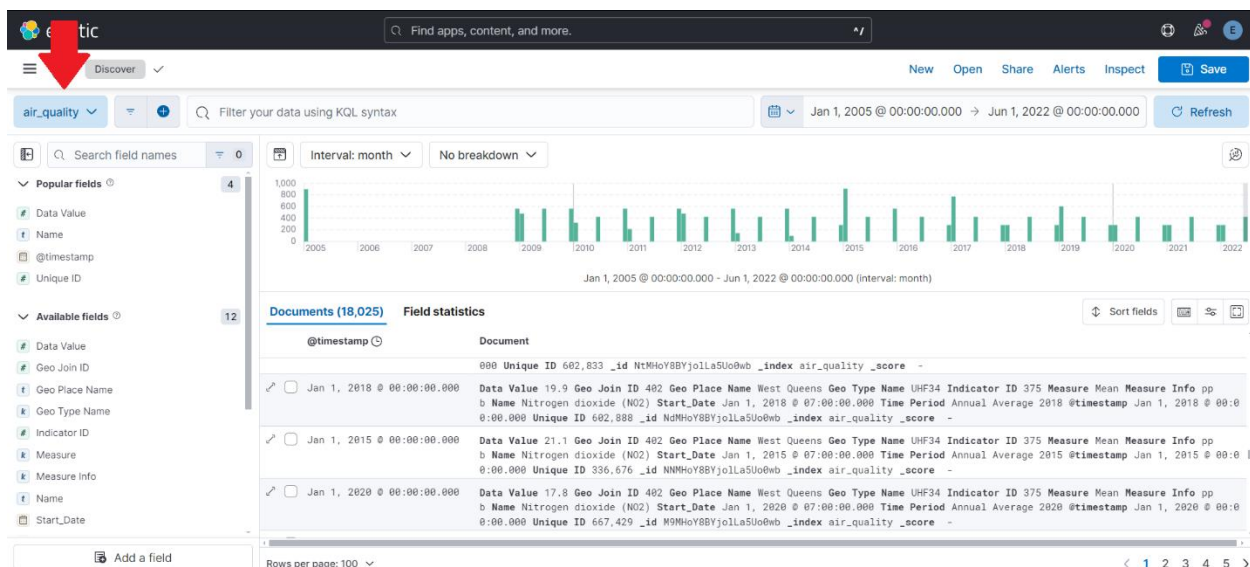 tic
Find apps, content, and more.
^/
E
Discover
New Open Share Alerts Inspect Save
air_quality
Filter your data using KQL syntax
Jan 1, 2005 @ 00:00:00.000 → Jun 1, 2022 @ 00:00:00.000
Refresh
Search field names 0
Interval: month No breakdown
Popular fields 4
Data Value
Name
@timestamp
Unique ID
Available fields 12
Data Value
Geo Join ID
Geo Place Name
Geo Type Name
Indicator ID
Measure
Measure Info
Name
Start_Date
Add a field
1,000
800
600
400
200
0
2005 2006 2007 2008 2009 2010 2011 2012 2013 2014 2015 2016 2017 2018 2019 2020 2021 2022
Jan 1, 2005 @ 00:00:00.000 - Jun 1, 2022 @ 00:00:00.000 (interval: month)
Documents (18,025) Field statistics Sort fields
@timestamp Document
000 Unique ID 602,833 _id NtMHoY8BYjolLa5Uo0wb _index air_quality _score -
Jan 1, 2018 @ 00:00:00.000 Data Value 19.9 Geo Join ID 402 Geo Place Name West Queens Geo Type Name UHF34 Indicator ID 375 Measure Mean Measure Info pp
b Name Nitrogen dioxide (NO2) Start_Date Jan 1, 2018 @ 07:00:00.000 Time Period Annual Average 2018 @timestamp Jan 1, 2018 @ 00:0
0:00.000 Unique ID 602,888 _id NdMHoY8BYjolLa5Uo0wb _index air_quality _score -
Jan 1, 2015 @ 00:00:00.000 Data Value 21.1 Geo Join ID 402 Geo Place Name West Queens Geo Type Name UHF34 Indicator ID 375 Measure Mean Measure Info pp
b Name Nitrogen dioxide (NO2) Start_Date Jan 1, 2015 @ 07:00:00.000 Time Period Annual Average 2015 @timestamp Jan 1, 2015 @ 00:0
0:00.000 Unique ID 336,676 _id NNMHoY8BYjolLa5Uo0wb _index air_quality _score -
Jan 1, 2020 @ 00:00:00.000 Data Value 17.8 Geo Join ID 402 Geo Place Name West Queens Geo Type Name UHF34 Indicator ID 375 Measure Mean Measure Info pp
b Name Nitrogen dioxide (NO2) Start_Date Jan 1, 2020 @ 07:00:00.000 Time Period Annual Average 2020 @timestamp Jan 1, 2020 @ 00:0
0:00.000 Unique ID 667,429 _id M9MHoY8BYjolLa5Uo0wb _index air_quality _score -
Rows per page: 100 < 1 2 3 4 5 >